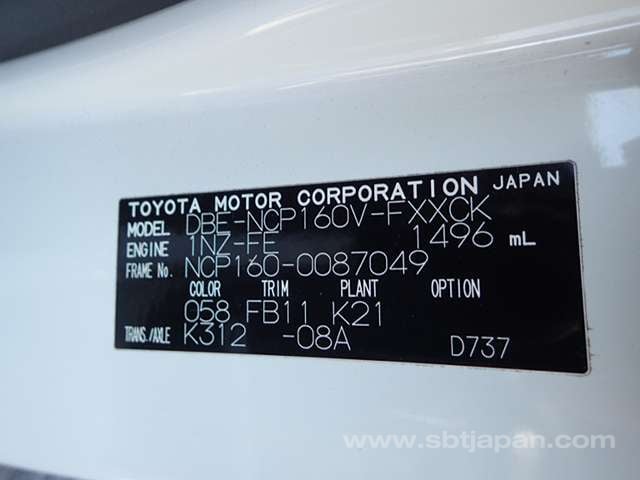 TOYOTA MOTOR CORPORATION JAPAN
MODEL DBE-NCP160V-FXXCK
ENGINE 1NZ-FE 1496 mL
FRAME No. NCP160-0087049
COLOR TRIM PLANT OPTION
058 FB11 K21
TRANS./AXLE K312 -08A D737
www.sbtjapan.com